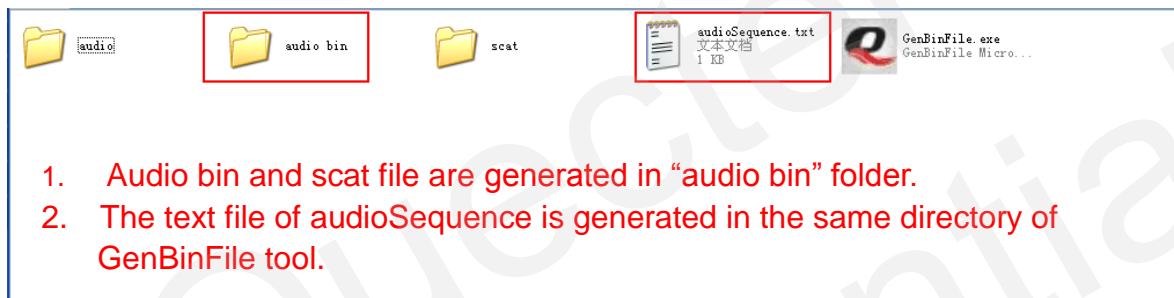 audio
audio bin
scat
audioSequence.txt
文本文档
1 KB
GenBinFile.exe
GenBinFile Micro...
1. Audio bin and scat file are generated in “audio bin” folder.
2. The text file of audioSequence is generated in the same directory of
GenBinFile tool.